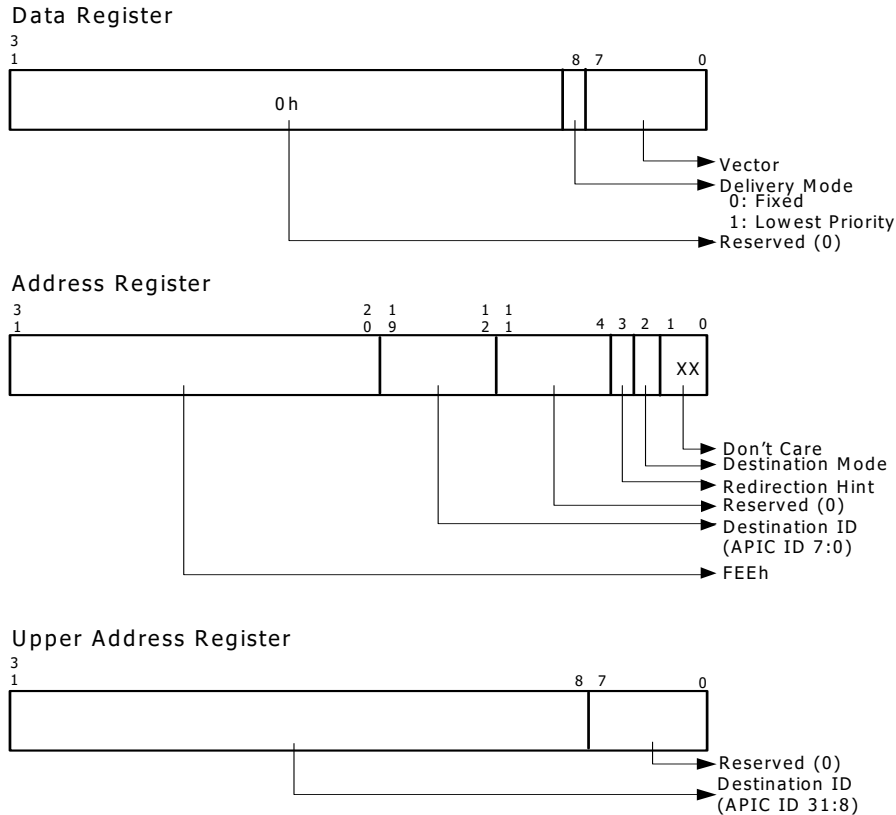 Data Register
3
1 8 7 0
0h
Vector
Delivery Mode
0: Fixed
1: Lowest Priority
Reserved (0)
Address Register
3 2 1 1 1
1 0 9 2 1 4 3 2 1 0
XX
Don't Care
Destination Mode
Redirection Hint
Reserved (0)
Destination ID
(APIC ID 7:0)
FEEh
Upper Address Register
3
1 8 7 0
Reserved (0)
Destination ID
(APIC ID 31:8)